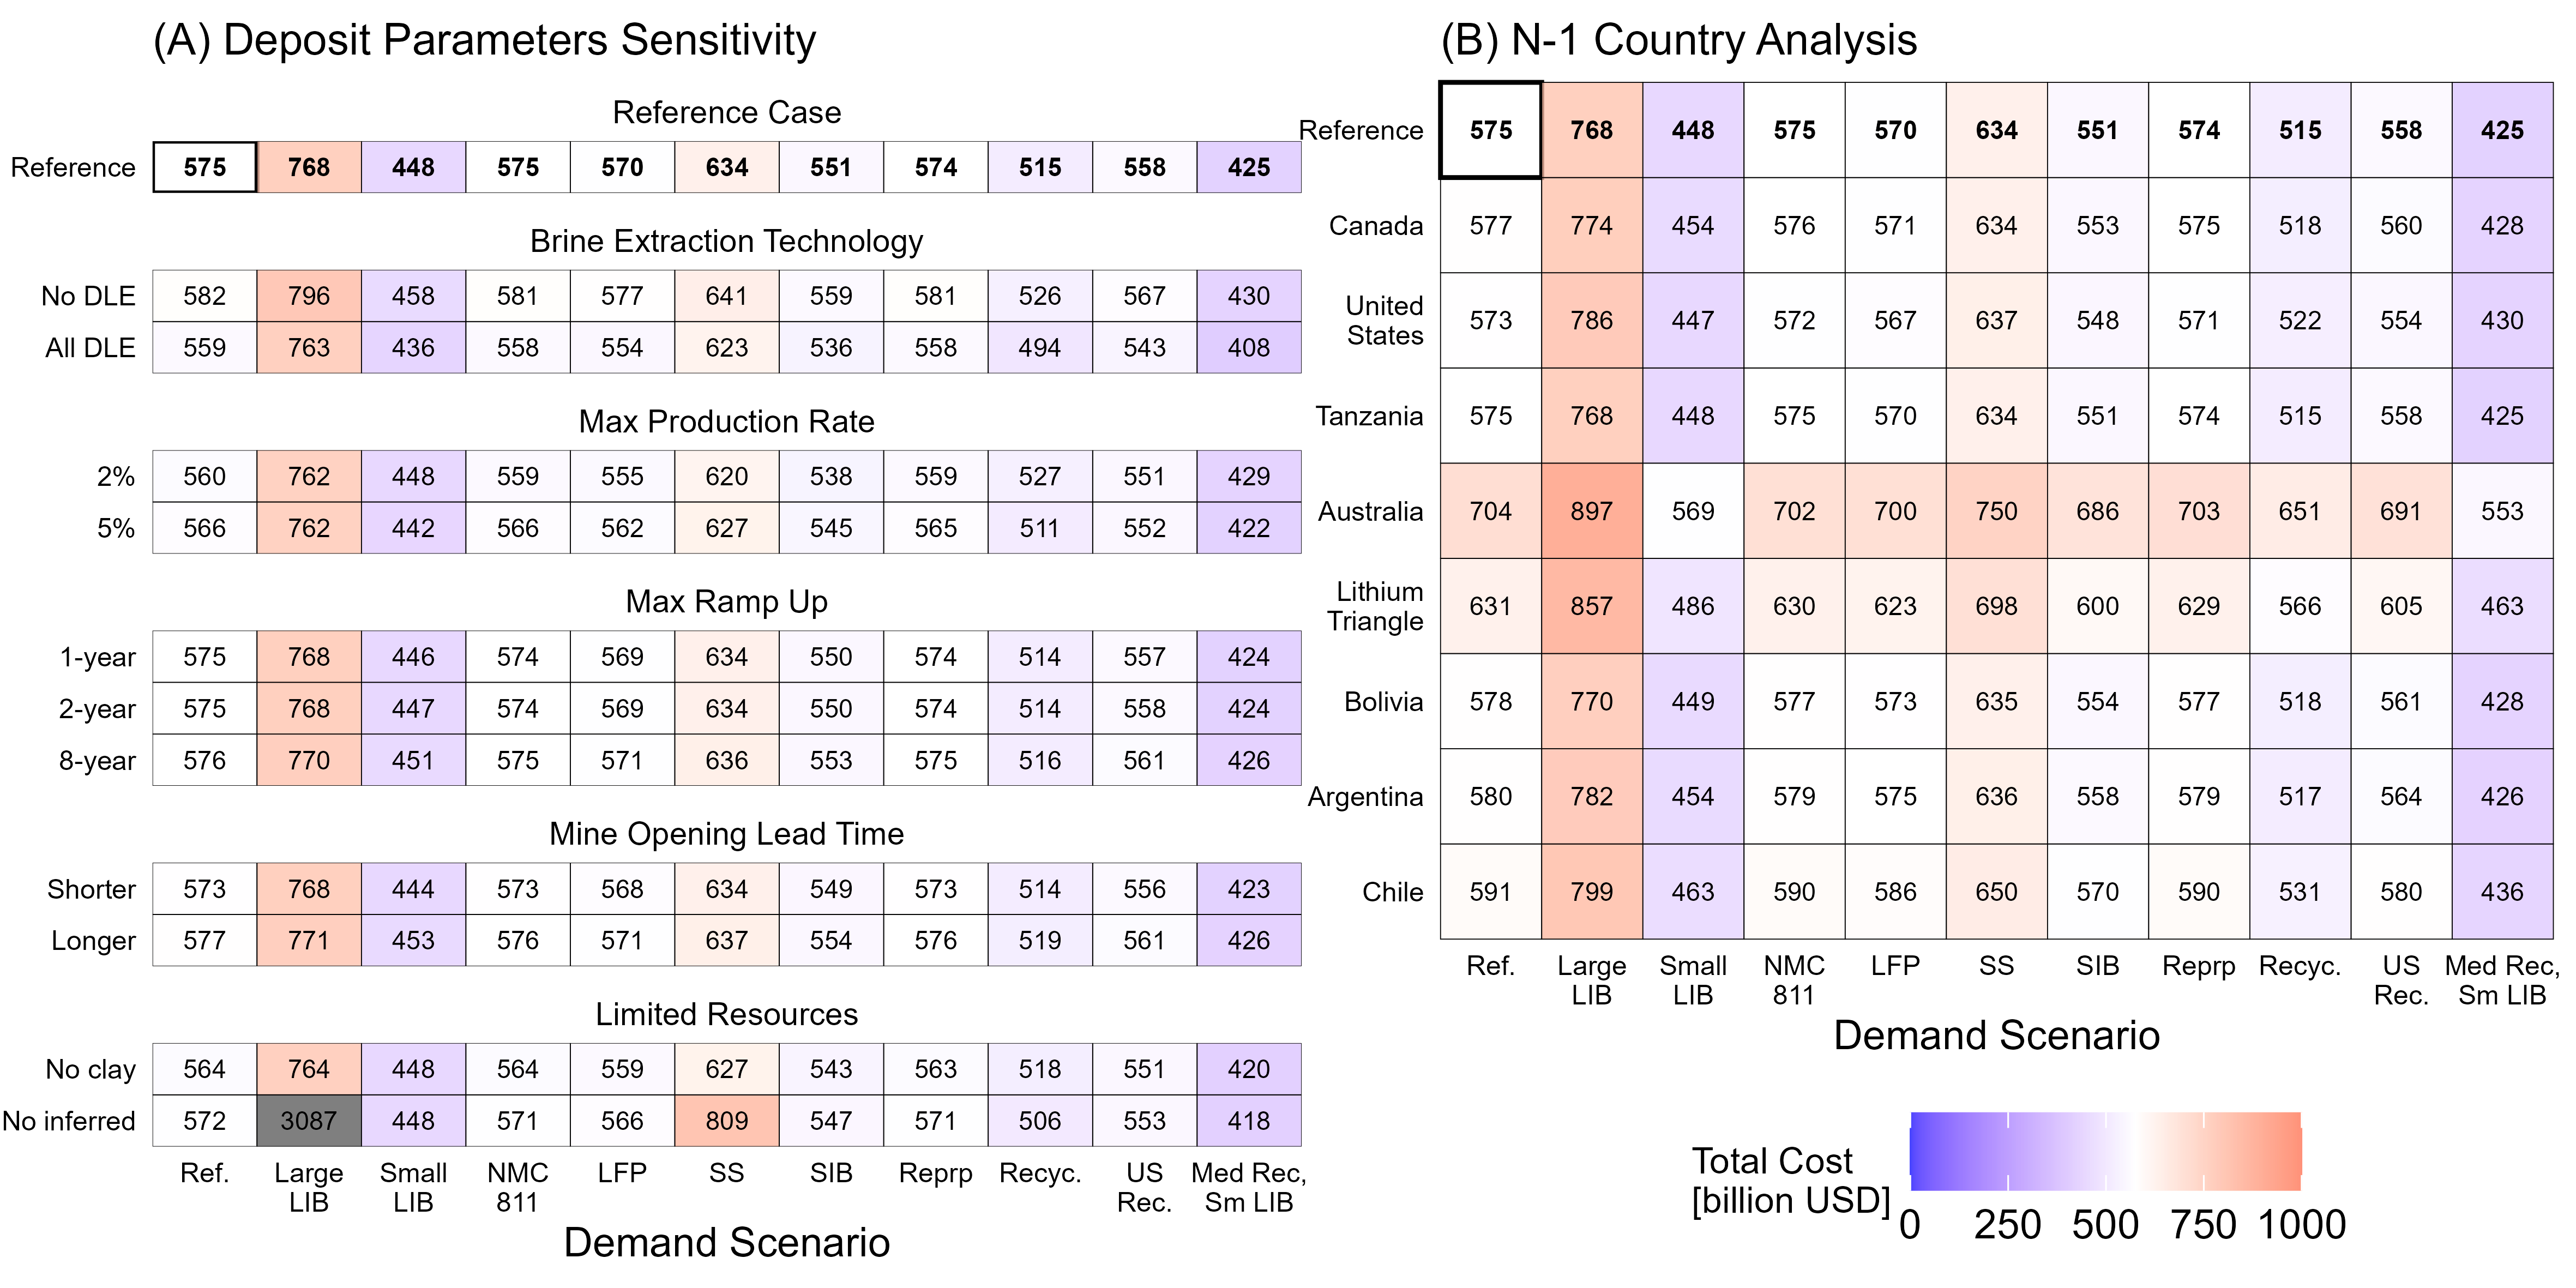 (A) Deposit Parameters Sensitivity
Reference Case
Reference 575 768 448 575 570 634 551 574 515 558 425
Brine Extraction Technology
No DLE 582 796 458 581 577 641 559 581 526 567 430
All DLE 559 763 436 558 554 623 536 558 494 543 408
Max Production Rate
2% 560 762 448 559 555 620 538 559 527 551 429
5% 566 762 442 566 562 627 545 565 511 552 422
Max Ramp Up
1-year 575 768 446 574 569 634 550 574 514 557 424
2-year 575 768 447 574 569 634 550 574 514 558 424
8-year 576 770 451 575 571 636 553 575 516 561 426
Mine Opening Lead Time
Shorter 573 768 444 573 568 634 549 573 514 556 423
Longer 577 771 453 576 571 637 554 576 519 561 426
Limited Resources
No clay 564 764 448 564 559 627 543 563 518 551 420
No inferred 572 3087 448 571 566 809 547 571 506 553 418
Ref. Large Small NMC LFP SS SIB Reprp Recyc. US Med Rec,
LIB LIB 811 Rec. Sm LIB
Demand Scenario
(B) N-1 Country Analysis
Reference 575 768 448 575 570 634 551 574 515 558 425
Canada 577 774 454 576 571 634 553 575 518 560 428
United
States 573 786 447 572 567 637 548 571 522 554 430
Tanzania 575 768 448 575 570 634 551 574 515 558 425
Australia 704 897 569 702 700 750 686 703 651 691 553
Lithium
Triangle 631 857 486 630 623 698 600 629 566 605 463
Bolivia 578 770 449 577 573 635 554 577 518 561 428
Argentina 580 782 454 579 575 636 558 579 517 564 426
Chile 591 799 463 590 586 650 570 590 531 580 436
Ref. Large Small NMC LFP SS SIB Reprp Recyc. US Med Rec,
LIB LIB 811 Rec. Sm LIB
Demand Scenario
Total Cost
[billion USD]
0 250 500 750 1000